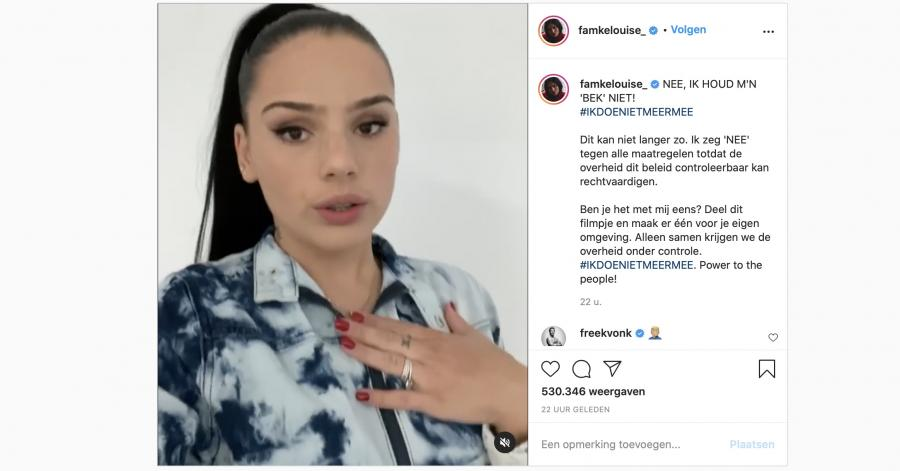 famkelouise_ • Volgen
famkelouise_ NEE, IK HOUD M'N
'BEK' NIET!
#IKDOENIETMEERMEE
Dit kan niet langer zo. Ik zeg 'NEE'
tegen alle maatregelen totdat de
overheid dit beleid controleerbaar kan
rechtvaardigen.
Ben je het met mij eens? Deel dit
filmpje en maak er één voor je eigen
omgeving. Alleen samen krijgen we de
overheid onder controle.
#IKDOENIETMEERMEE. Power to the
people!
22 u.
freekvonk 🤦🏼‍♂️
530.346 weergaven
22 UUR GELEDEN
Een opmerking toevoegen... Plaatsen